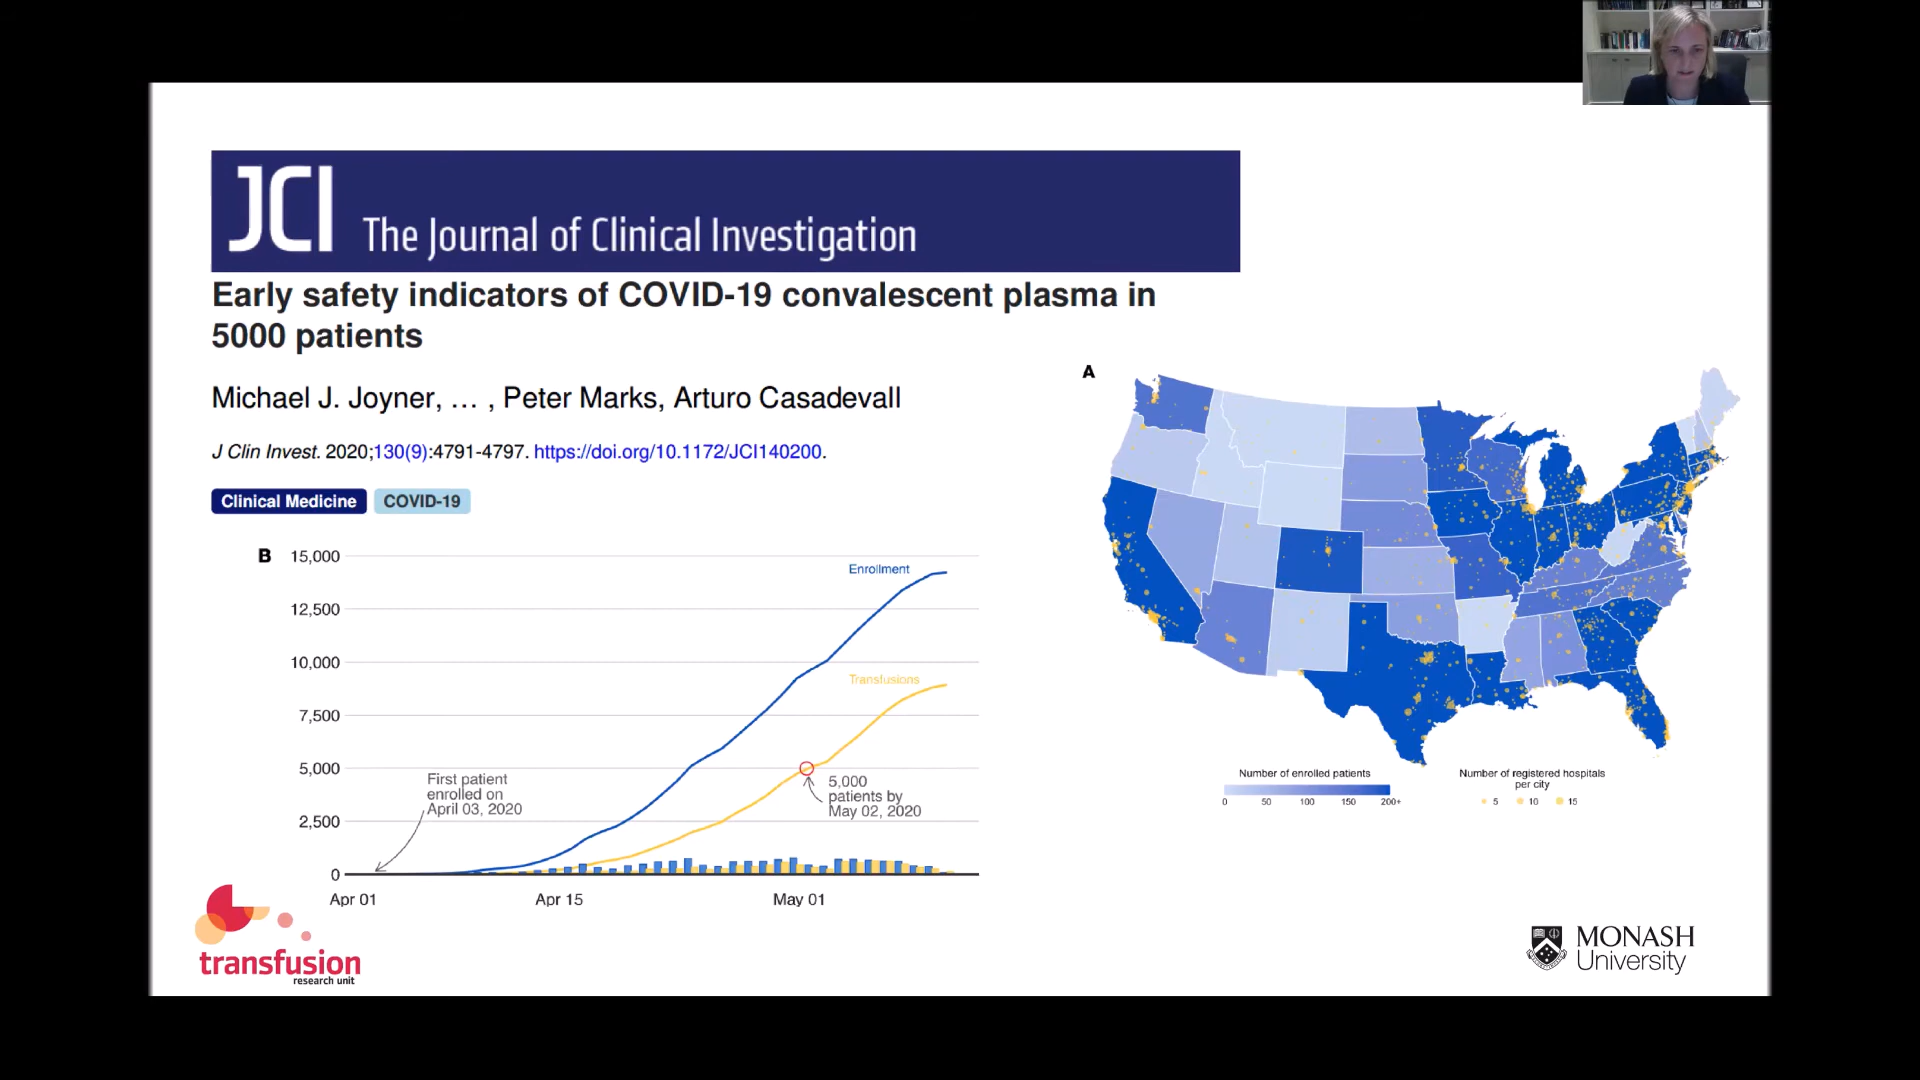 JCI The Journal of Clinical Investigation
Early safety indicators of COVID-19 convalescent plasma in
5000 patients
Michael J. Joyner, … , Peter Marks, Arturo Casadevall
J Clin Invest. 2020;130(9):4791-4797. https://doi.org/10.1172/JCI140200.
Clinical Medicine COVID-19
B
15,000
12,500
10,000
7,500
5,000
2,500
0
Enrollment
Transfusions
First patient
enrolled on
April 03, 2020
5,000
patients by
May 02, 2020
Apr 01 Apr 15 May 01
A
Number of enrolled patients
0 50 100 150 200+
Number of registered hospitals
per city
5 10 15
transfusion
research unit
MONASH
University